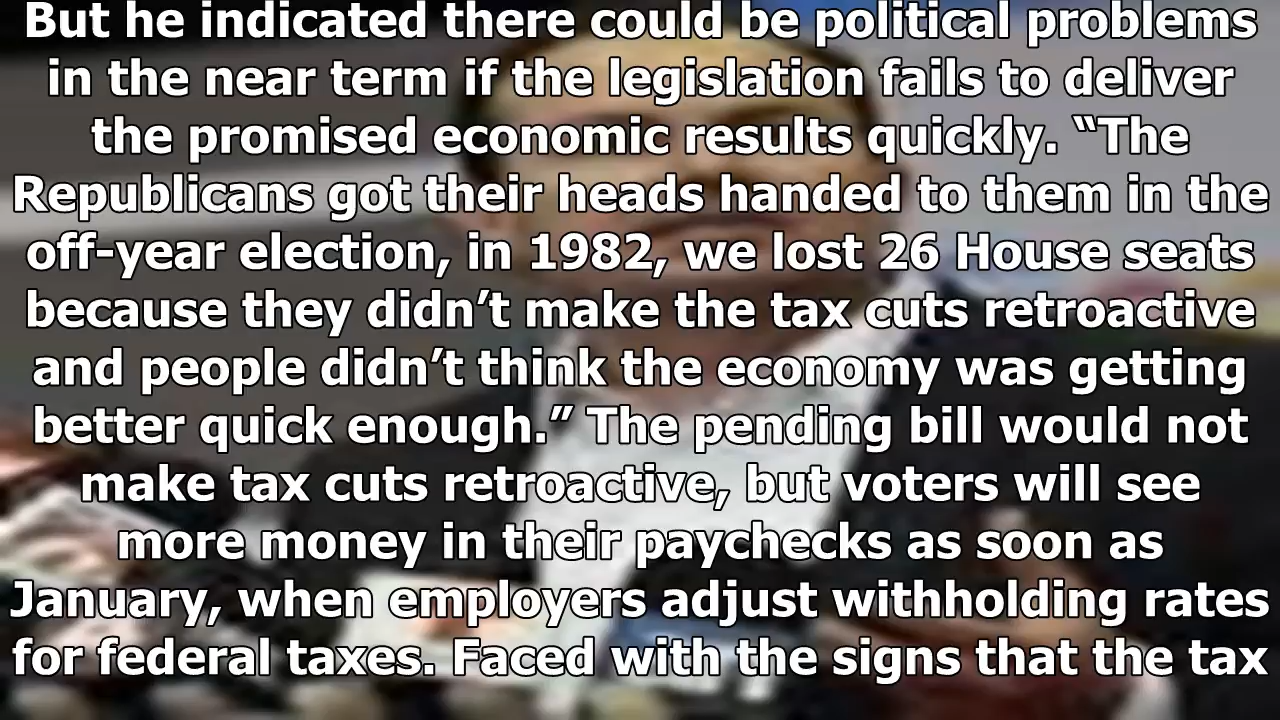 But he indicated there could be political problems
in the near term if the legislation fails to deliver
the promised economic results quickly. “The
Republicans got their heads handed to them in the
off-year election, in 1982, we lost 26 House seats
because they didn’t make the tax cuts retroactive
and people didn’t think the economy was getting
better quick enough.” The pending bill would not
make tax cuts retroactive, but voters will see
more money in their paychecks as soon as
January, when employers adjust withholding rates
for federal taxes. Faced with the signs that the tax